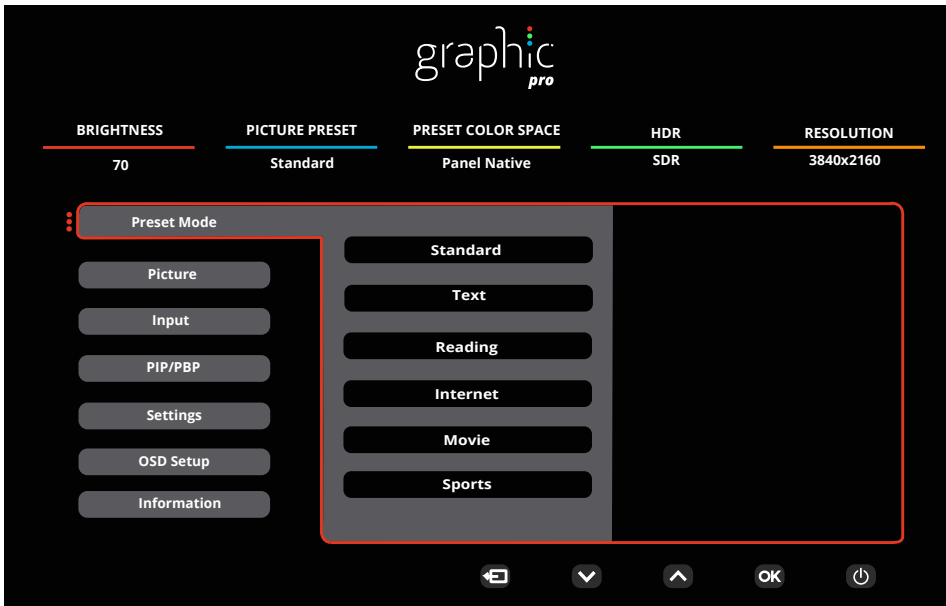 graphic
pro
BRIGHTNESS PICTURE PRESET PRESET COLOR SPACE HDR RESOLUTION
70 Standard Panel Native SDR 3840x2160
Preset Mode
Standard
Picture
Text
Input
Reading
PIP/PBP
Internet
Settings
Movie
OSD Setup
Sports
Information
OK